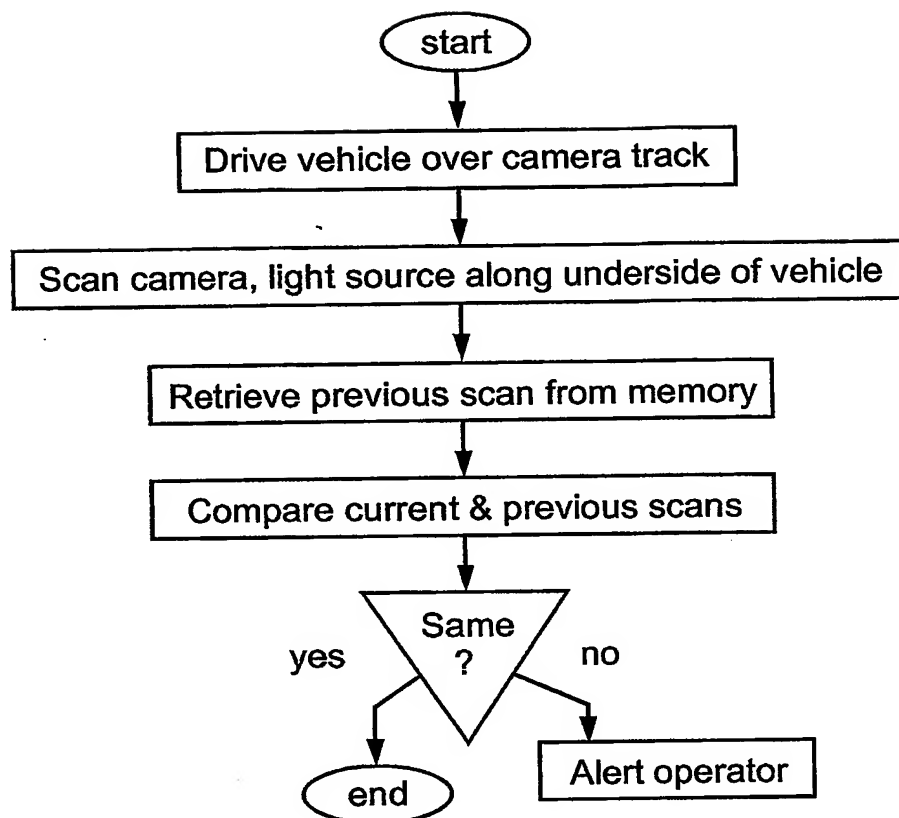 start
Drive vehicle over camera track
Scan camera, light source along underside of vehicle
Retrieve previous scan from memory
Compare current & previous scans
Same
?
yes
no
end
Alert operator